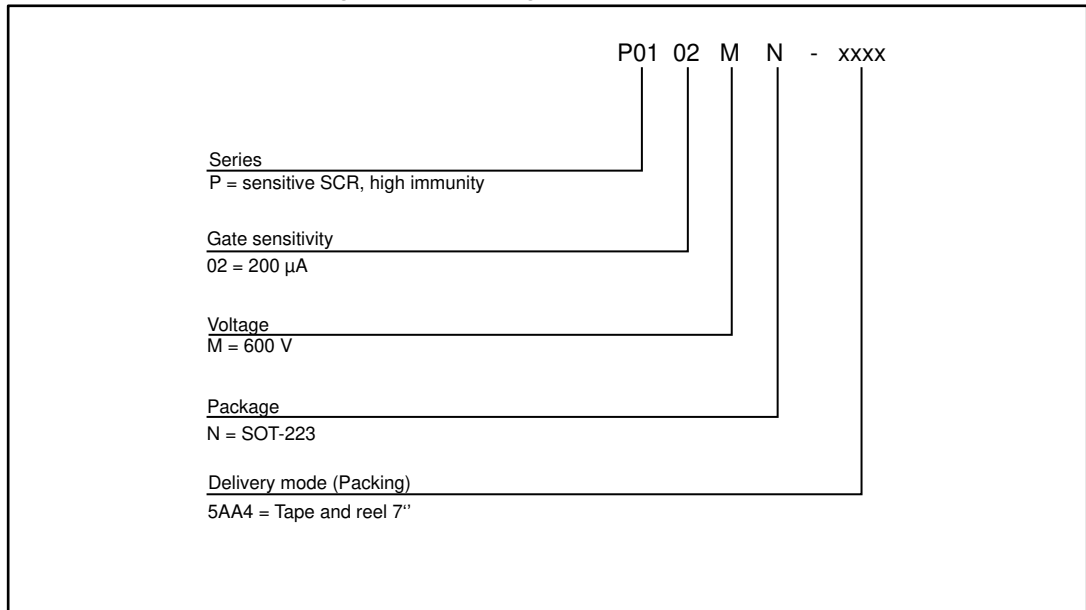 P01 02 M N - xxxx
Series
P = sensitive SCR, high immunity
Gate sensitivity
02 = 200 µA
Voltage
M = 600 V
Package
N = SOT-223
Delivery mode (Packing)
5AA4 = Tape and reel 7‘’